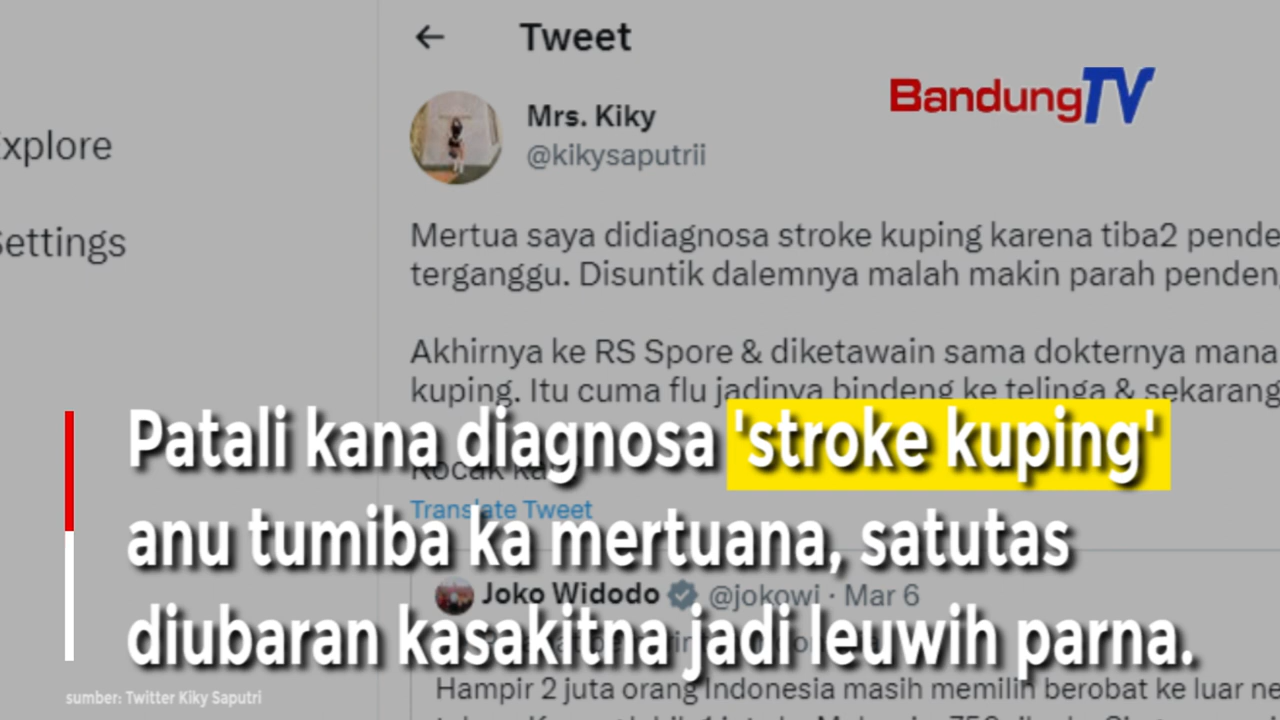 Tweet
BandungTV
Mrs. Kiky
@kikysaputrii
Explore
Settings
Mertua saya didiagnosa stroke kuping karena tiba2 pende
terganggu. Disuntik dalemnya malah makin parah penden
Akhirnya ke RS Spore & diketawain sama dokternya mana
kuping. Itu cuma flu jadinya bindeng ke telinga & sekarang
Patali kana diagnosa 'stroke kuping'
anu tumiba ka mertuana, satutas
diubaran kasakitna jadi leuwih parna.
Kocak
Translate Tweet
Joko Widodo @jokowi · Mar 6
Hampir 2 juta orang Indonesia masih memilih berobat ke luar ne
sumber: Twitter Kiky Saputri